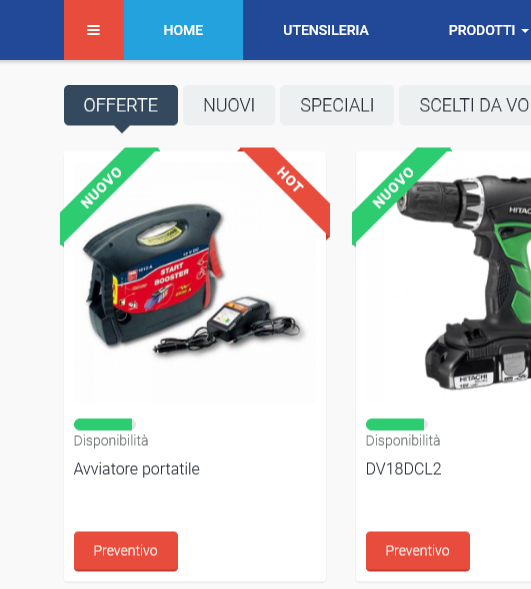 HOME
UTENSILERIA
PRODOTTI
OFFERTE
NUOVI
SPECIALI
SCELTI DA VO
NUOVO
HOT
NUOVO
START
BOOSTER
HITAC
HITACHI
Disponibilità
Disponibilità
Avviatore portatile
DV18DCL2
Preventivo
Preventivo